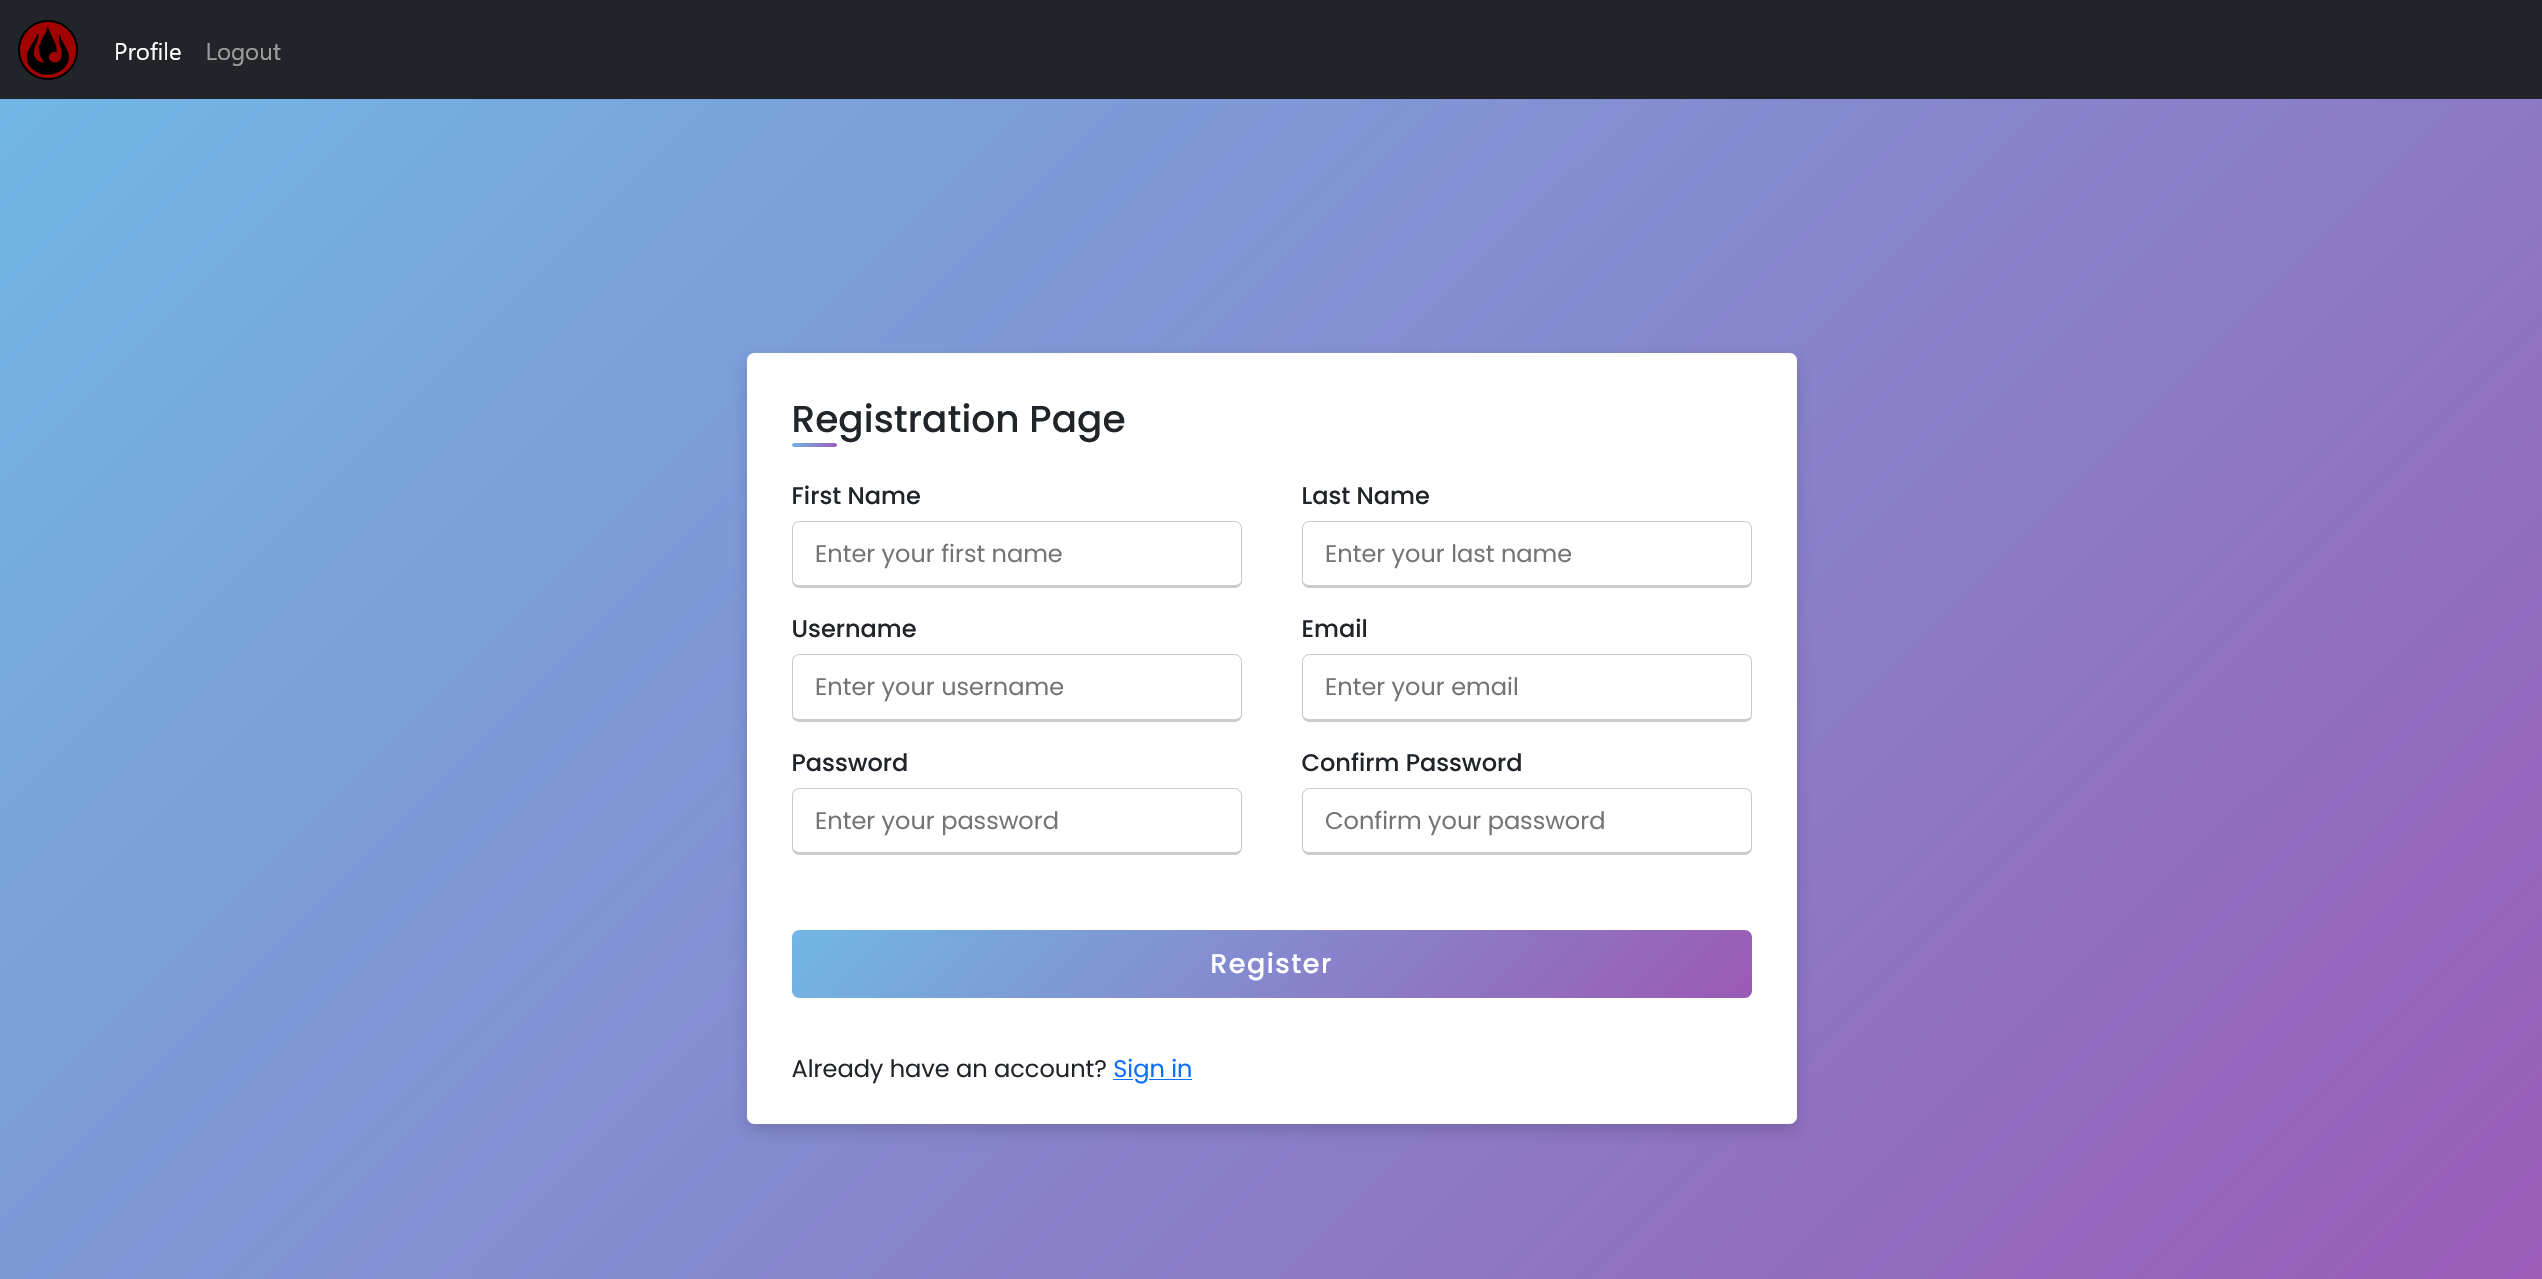 Profile Logout
Registration Page
First Name Last Name
Enter your first name Enter your last name
Username Email
Enter your username Enter your email
Password Confirm Password
Enter your password Confirm your password
Register
Already have an account? Sign in